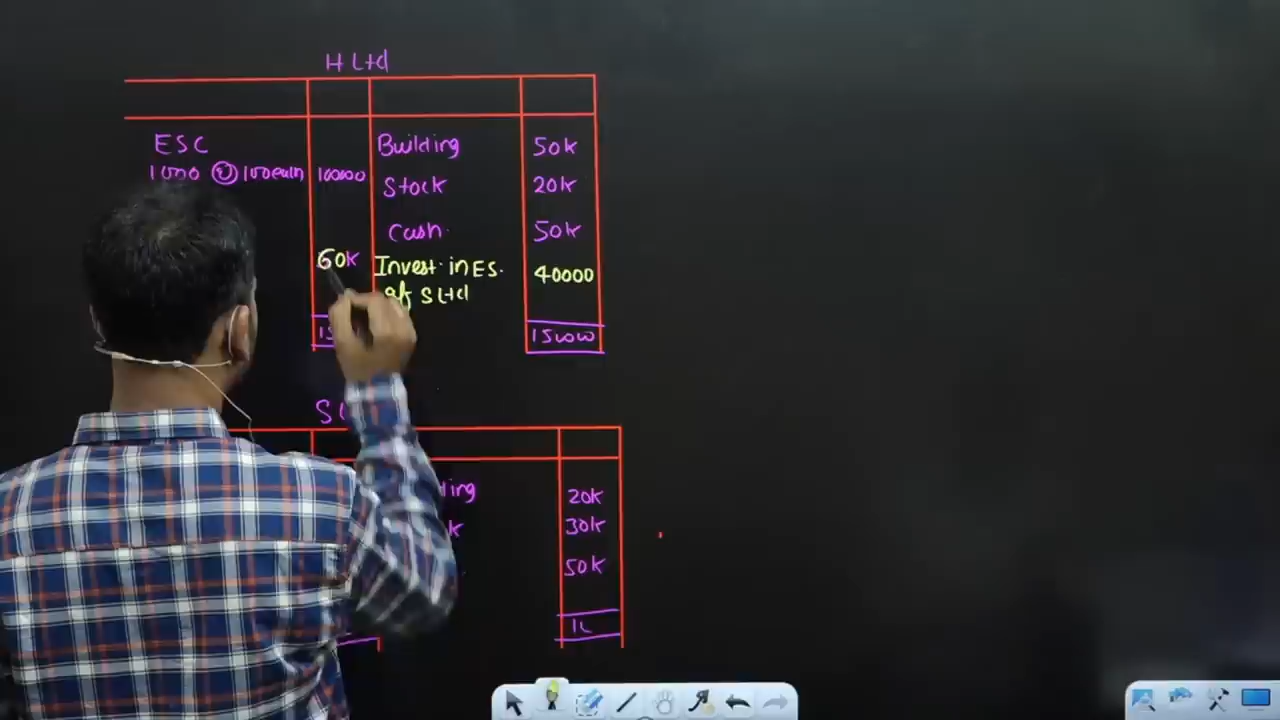 H Ltd
ESC
Building
50k
1000 @ 100each
100000
Stock
20k
Cash.
50k
60k
Invest. in ES.
of S Ltd
40000
15
S
20k
30k
k
50k
1L